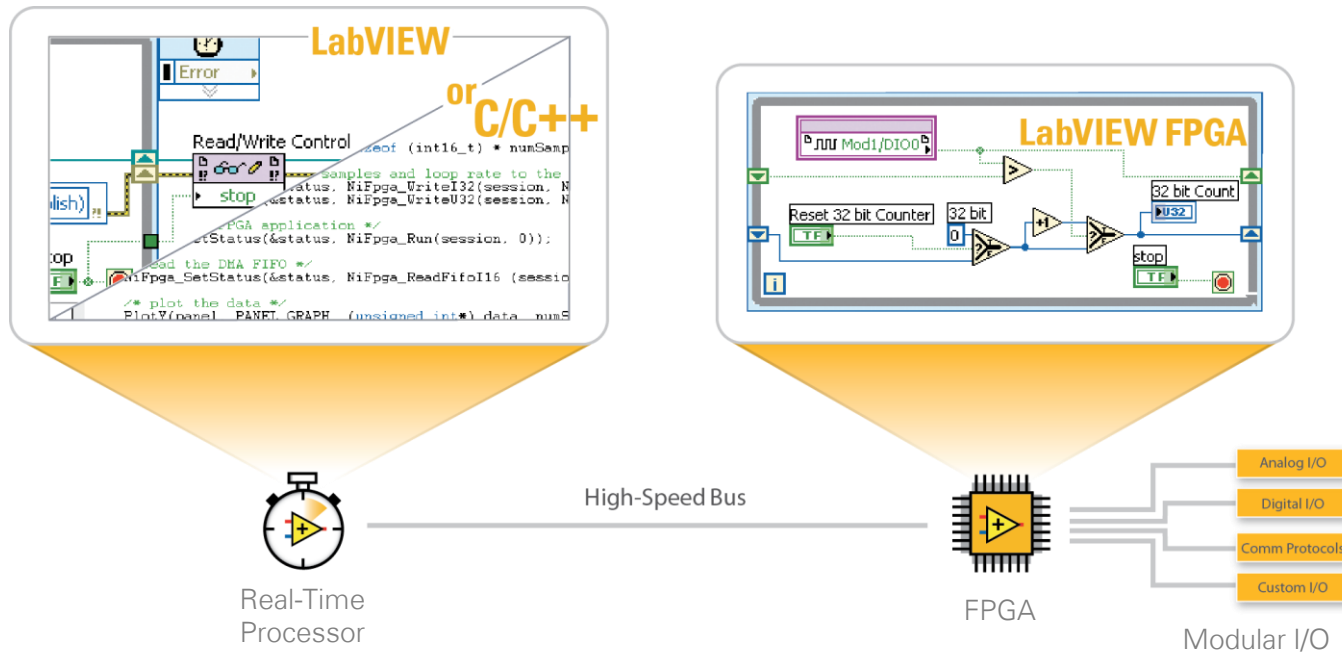 LabVIEW
or
C/C++
Error
Read/Write Control
stop
zeof (int16_t) * numSamp
samples and loop rate to the
&status, NiFpga_WriteI32(session, N
&status, NiFpga_WriteU32(session, N
FPGA application */
etStatus(&status, NiFpga_Run(session, 0));
ead the DMA FIFO */
NiFpga_SetStatus(&status, NiFpga_ReadFifoI16 (sessio
/* plot the data */
PlotY(panel, PANEL_GRAPH, (unsigned int*) data, numS
lish)
top
F
LabVIEW FPGA
Mod1/DIO0
32 bit Count
U32
Reset 32 bit Counter
TF
32 bit
0
+1
stop
TF
i
High-Speed Bus
Real-Time
Processor
FPGA
Analog I/O
Digital I/O
Comm Protocols
Custom I/O
Modular I/O